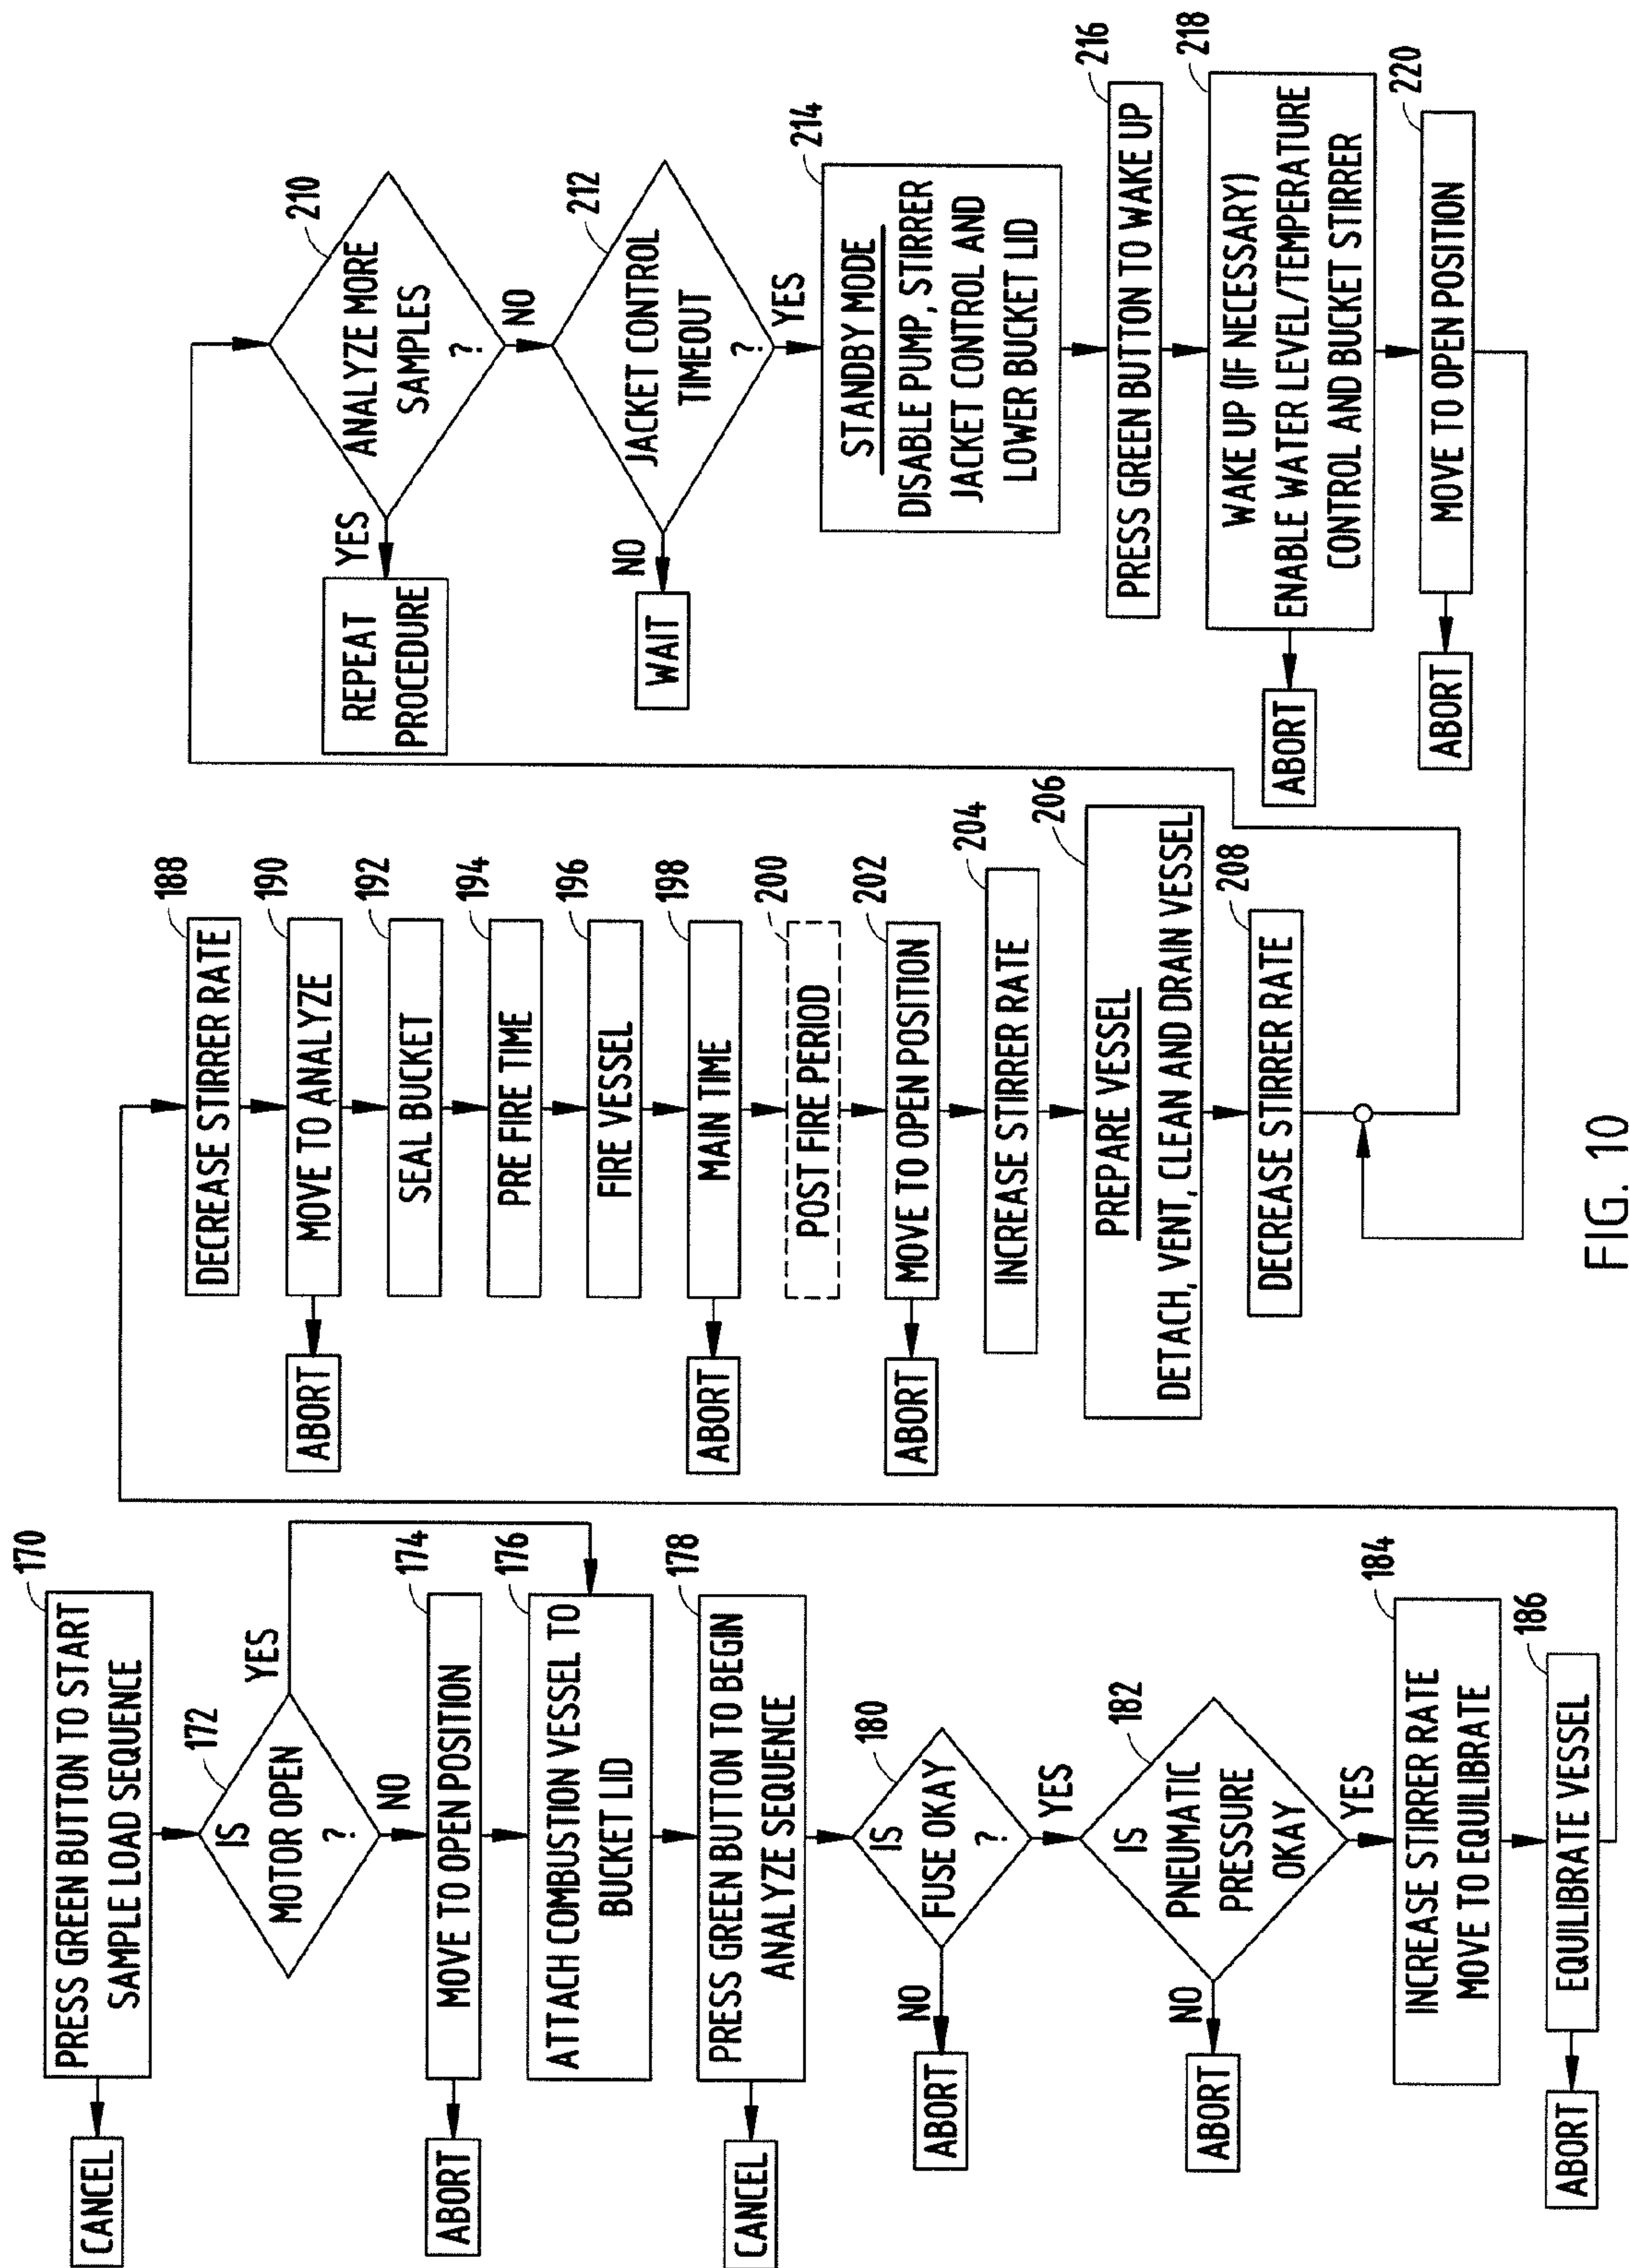 170
PRESS GREEN BUTTON TO START
SAMPLE LOAD SEQUENCE
CANCEL
172
IS
MOTOR OPEN
?
YES
NO
174
MOVE TO OPEN POSITION
ABORT
176
ATTACH COMBUSTION VESSEL TO
BUCKET LID
178
PRESS GREEN BUTTON TO BEGIN
ANALYZE SEQUENCE
CANCEL
180
IS
FUSE OKAY
?
NO
ABORT
YES
182
IS
PNEUMATIC
PRESSURE
OKAY
NO
ABORT
YES
184
INCREASE STIRRER RATE
MOVE TO EQUILIBRATE
186
EQUILIBRATE VESSEL
ABORT
188
DECREASE STIRRER RATE
190
MOVE TO ANALYZE
ABORT
192
SEAL BUCKET
194
PRE FIRE TIME
196
FIRE VESSEL
198
MAIN TIME
ABORT
200
POST FIRE PERIOD
202
MOVE TO OPEN POSITION
ABORT
204
INCREASE STIRRER RATE
206
PREPARE VESSEL
DETACH, VENT, CLEAN AND DRAIN VESSEL
208
DECREASE STIRRER RATE
210
ANALYZE MORE
SAMPLES
?
YES
REPEAT
PROCEDURE
NO
212
JACKET CONTROL
TIMEOUT
?
NO
WAIT
YES
214
STANDBY MODE
DISABLE PUMP, STIRRER
JACKET CONTROL AND
LOWER BUCKET LID
216
PRESS GREEN BUTTON TO WAKE UP
218
WAKE UP (IF NECESSARY)
ENABLE WATER LEVEL/TEMPERATURE
CONTROL AND BUCKET STIRRER
ABORT
220
MOVE TO OPEN POSITION
ABORT
FIG. 10